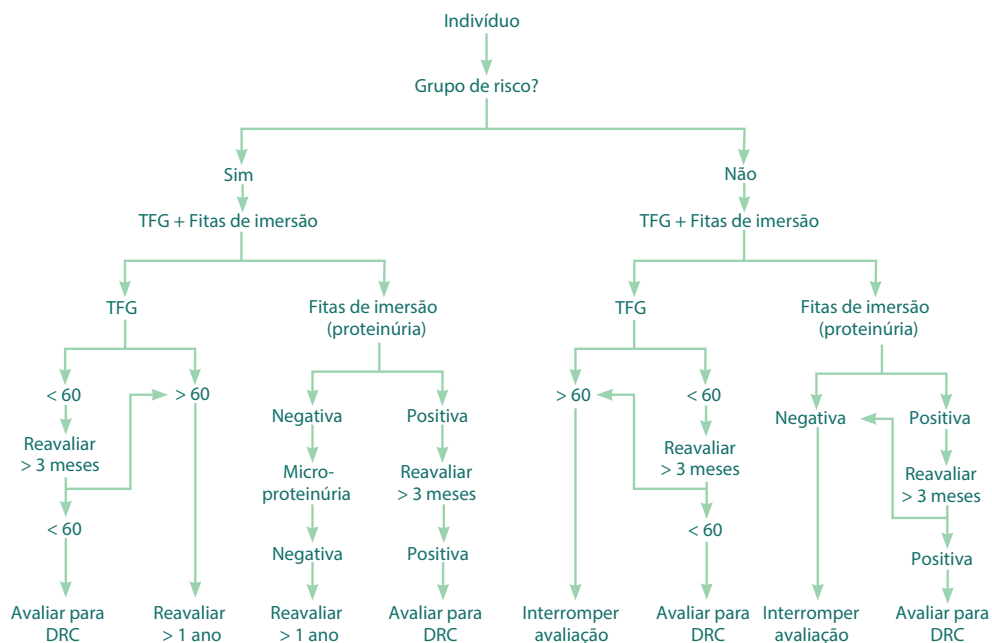 Indivíduo
Grupo de risco?
Sim
Não
TFG + Fitas de imersão
TFG + Fitas de imersão
TFG
Fitas de imersão
(proteinúria)
TFG
Fitas de imersão
(proteinúria)
< 60
> 60
Negativa
Positiva
> 60
< 60
Negativa
Positiva
Reavaliar
> 3 meses
Micro-
proteinúria
Reavaliar
> 3 meses
Reavaliar
> 3 meses
Reavaliar
> 3 meses
< 60
Negativa
Positiva
< 60
Positiva
Avaliar para
DRC
Reavaliar
> 1 ano
Reavaliar
> 1 ano
Avaliar para
DRC
Interromper
avaliação
Avaliar para
DRC
Interromper
avaliação
Avaliar para
DRC